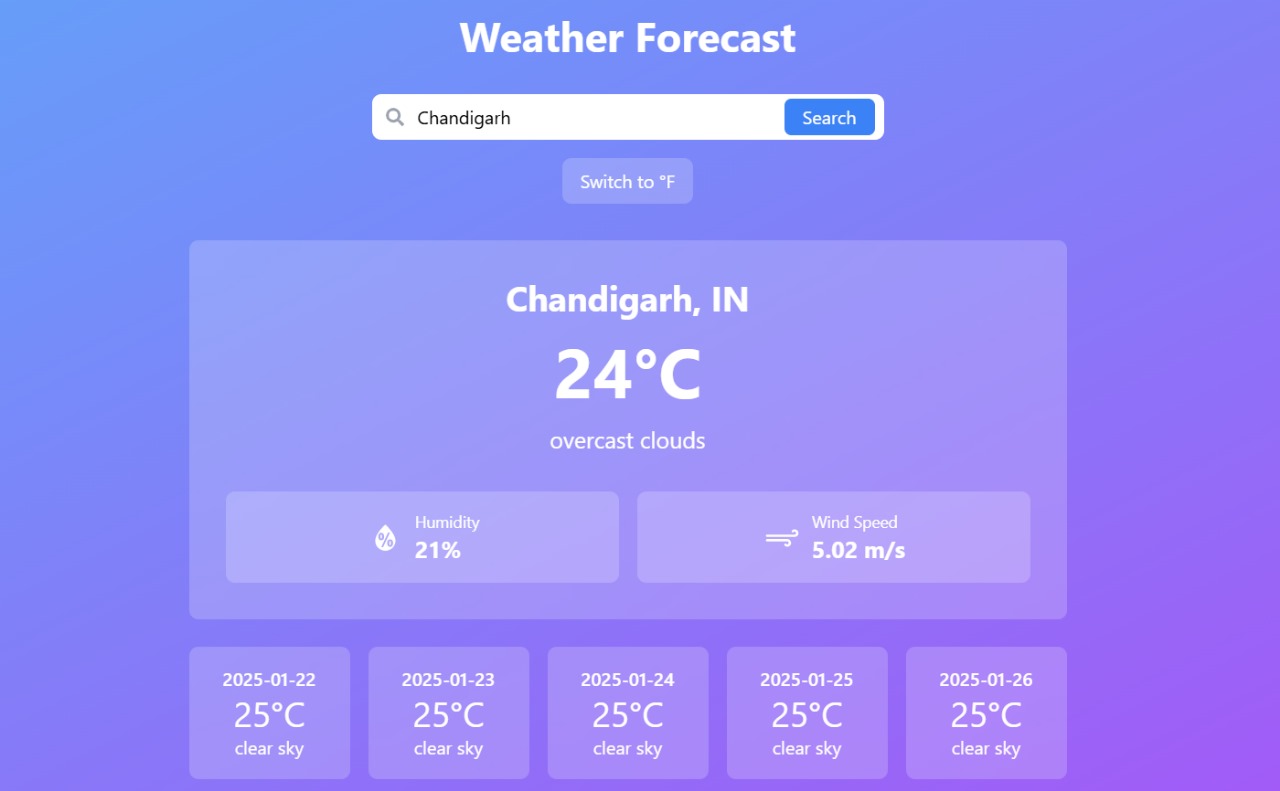 Weather Forecast
Chandigarh
Search
Switch to °F
Chandigarh, IN
24°C
overcast clouds
Humidity
21%
Wind Speed
5.02 m/s
2025-01-22
25°C
clear sky
2025-01-23
25°C
clear sky
2025-01-24
25°C
clear sky
2025-01-25
25°C
clear sky
2025-01-26
25°C
clear sky